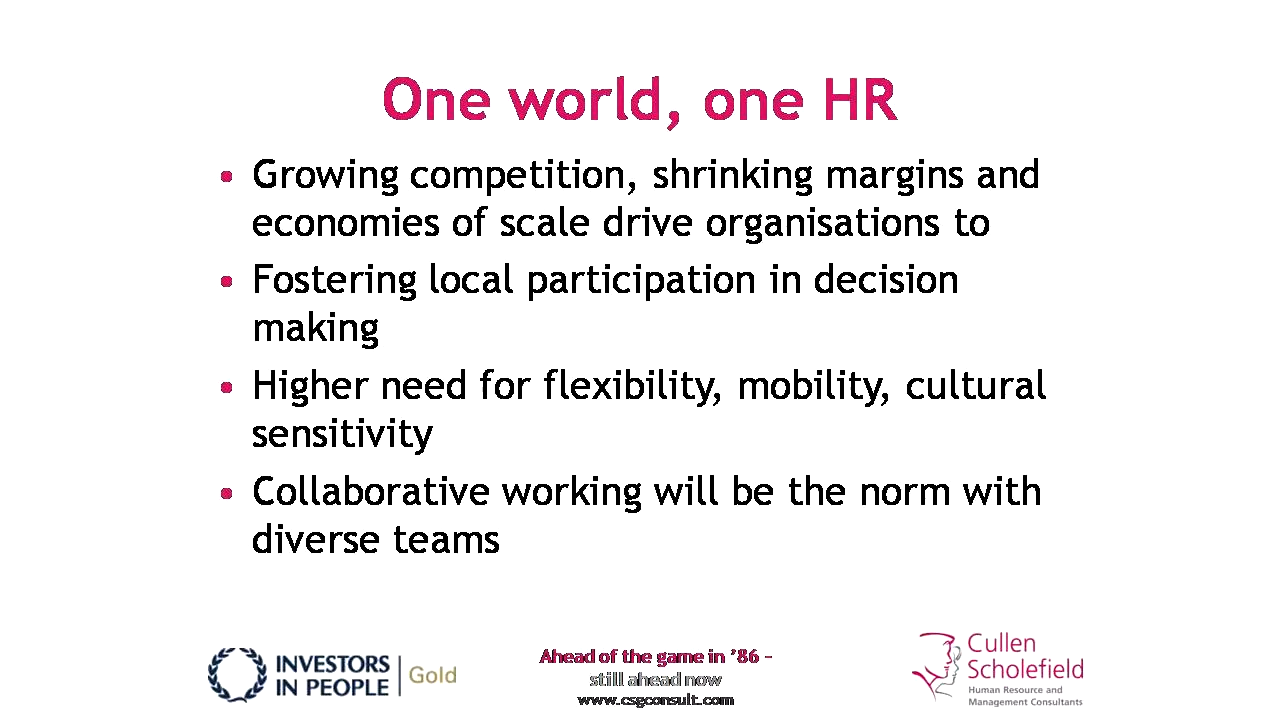 One world, one HR
• Growing competition, shrinking margins and
economies of scale drive organisations to
• Fostering local participation in decision
making
• Higher need for flexibility, mobility, cultural
sensitivity
• Collaborative working will be the norm with
diverse teams
INVESTORS
IN PEOPLE
Gold
Ahead of the game in ’86 –
still ahead now
www.csgconsult.com
Cullen
Scholefield
Human Resource and
Management Consultants